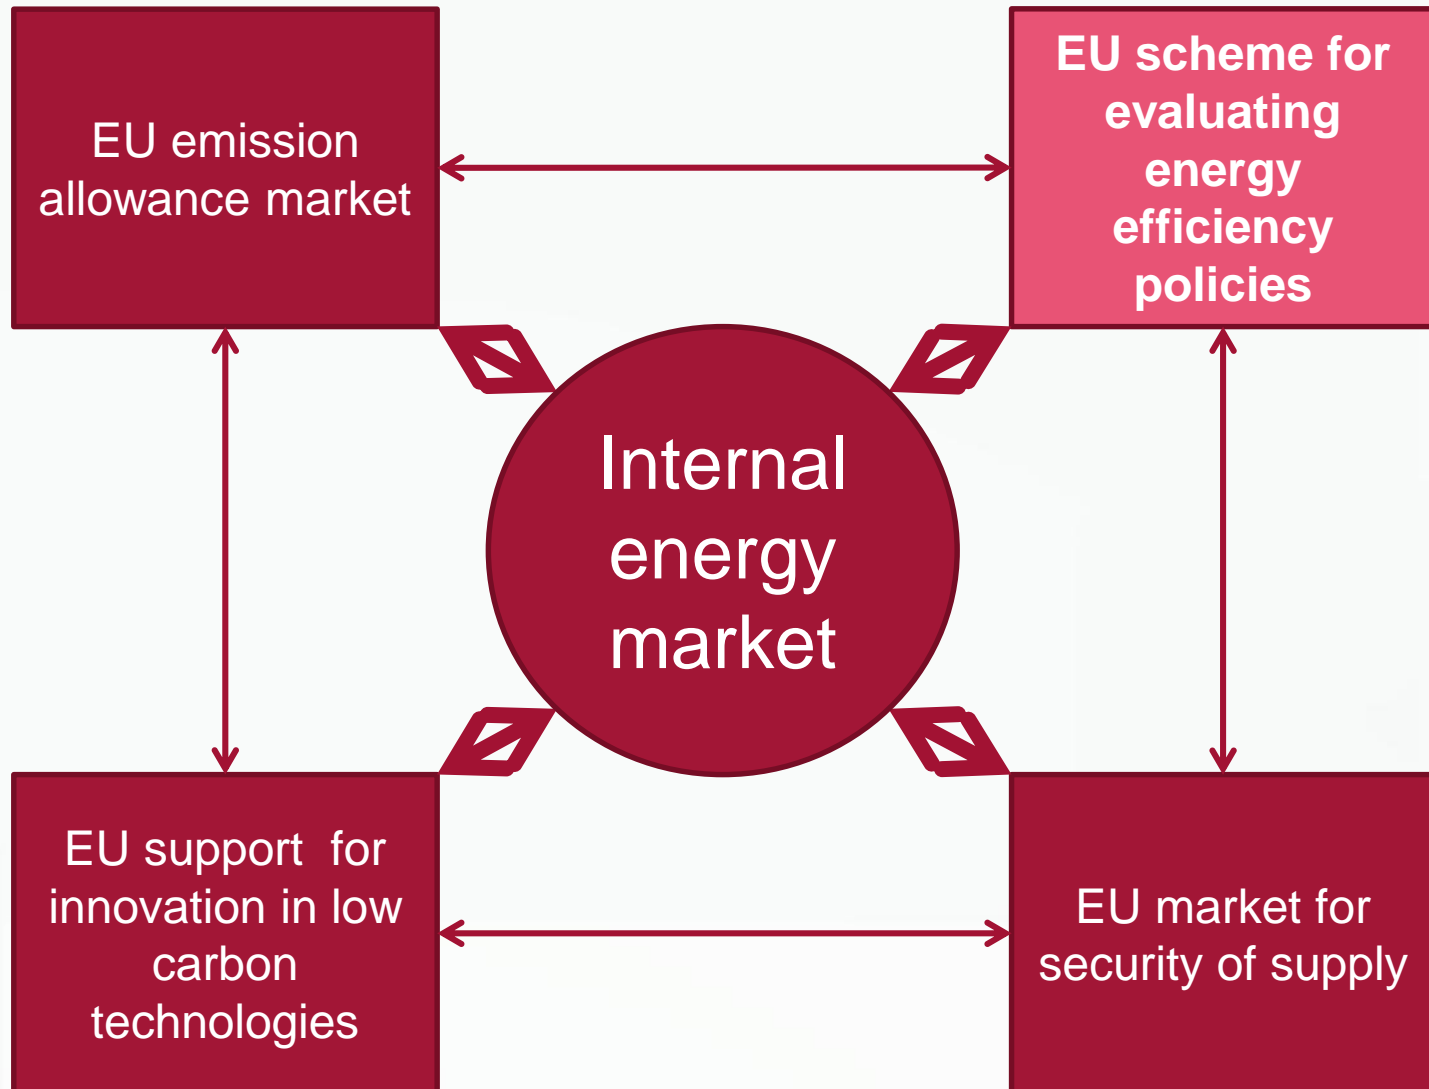 EU emission
allowance market
EU scheme for
evaluating
energy
efficiency
policies
Internal
energy
market
EU support  for
innovation in low
carbon
technologies
EU market for
security of supply